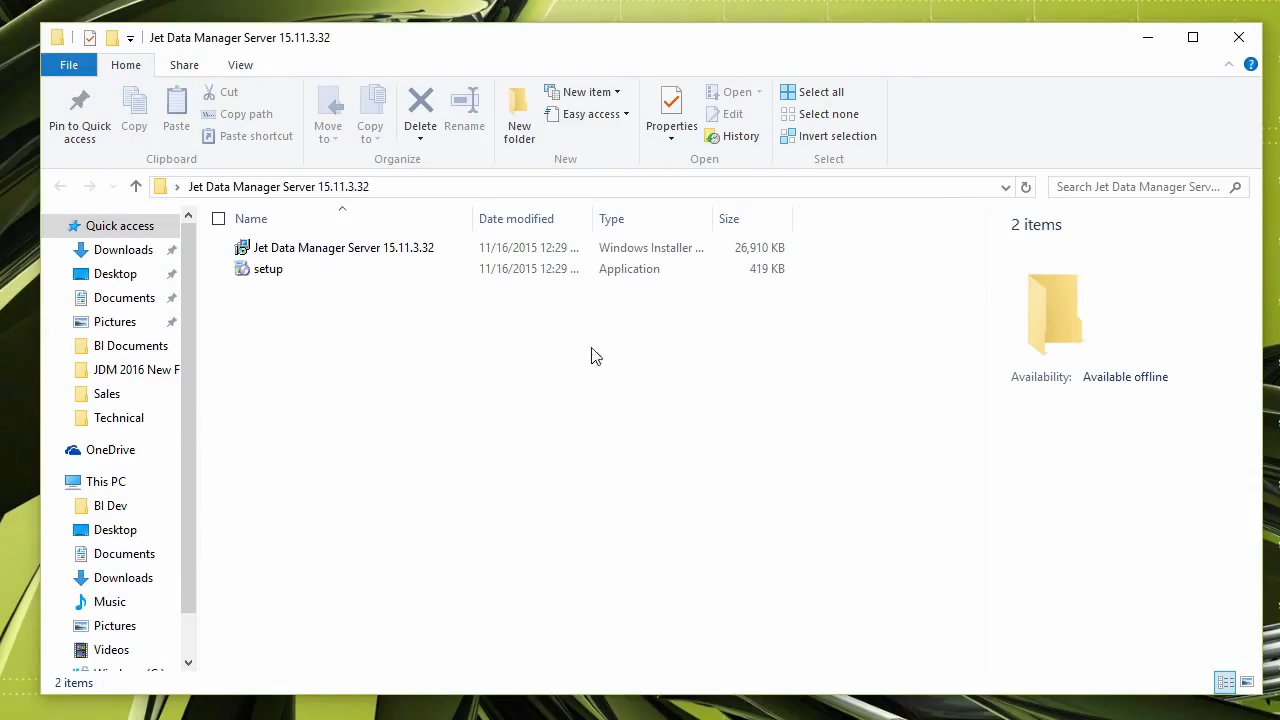 Jet Data Manager Server 15.11.3.32
File Home Share View
Pin to Quick access
Copy
Paste
Cut
Copy path
Paste shortcut
Clipboard
Move to
Copy to
Delete
Rename
Organize
New folder
New item
Easy access
New
Properties
Open
Edit
History
Open
Select all
Select none
Invert selection
Select
Jet Data Manager Server 15.11.3.32
Search Jet Data Manager Serv...
Quick access
Downloads
Desktop
Documents
Pictures
BI Documents
JDM 2016 New F
Sales
Technical
OneDrive
This PC
BI Dev
Desktop
Documents
Downloads
Music
Pictures
Videos
Name Date modified Type Size
Jet Data Manager Server 15.11.3.32 11/16/2015 12:29 ... Windows Installer ... 26,910 KB
setup 11/16/2015 12:29 ... Application 419 KB
2 items
Availability: Available offline
2 items